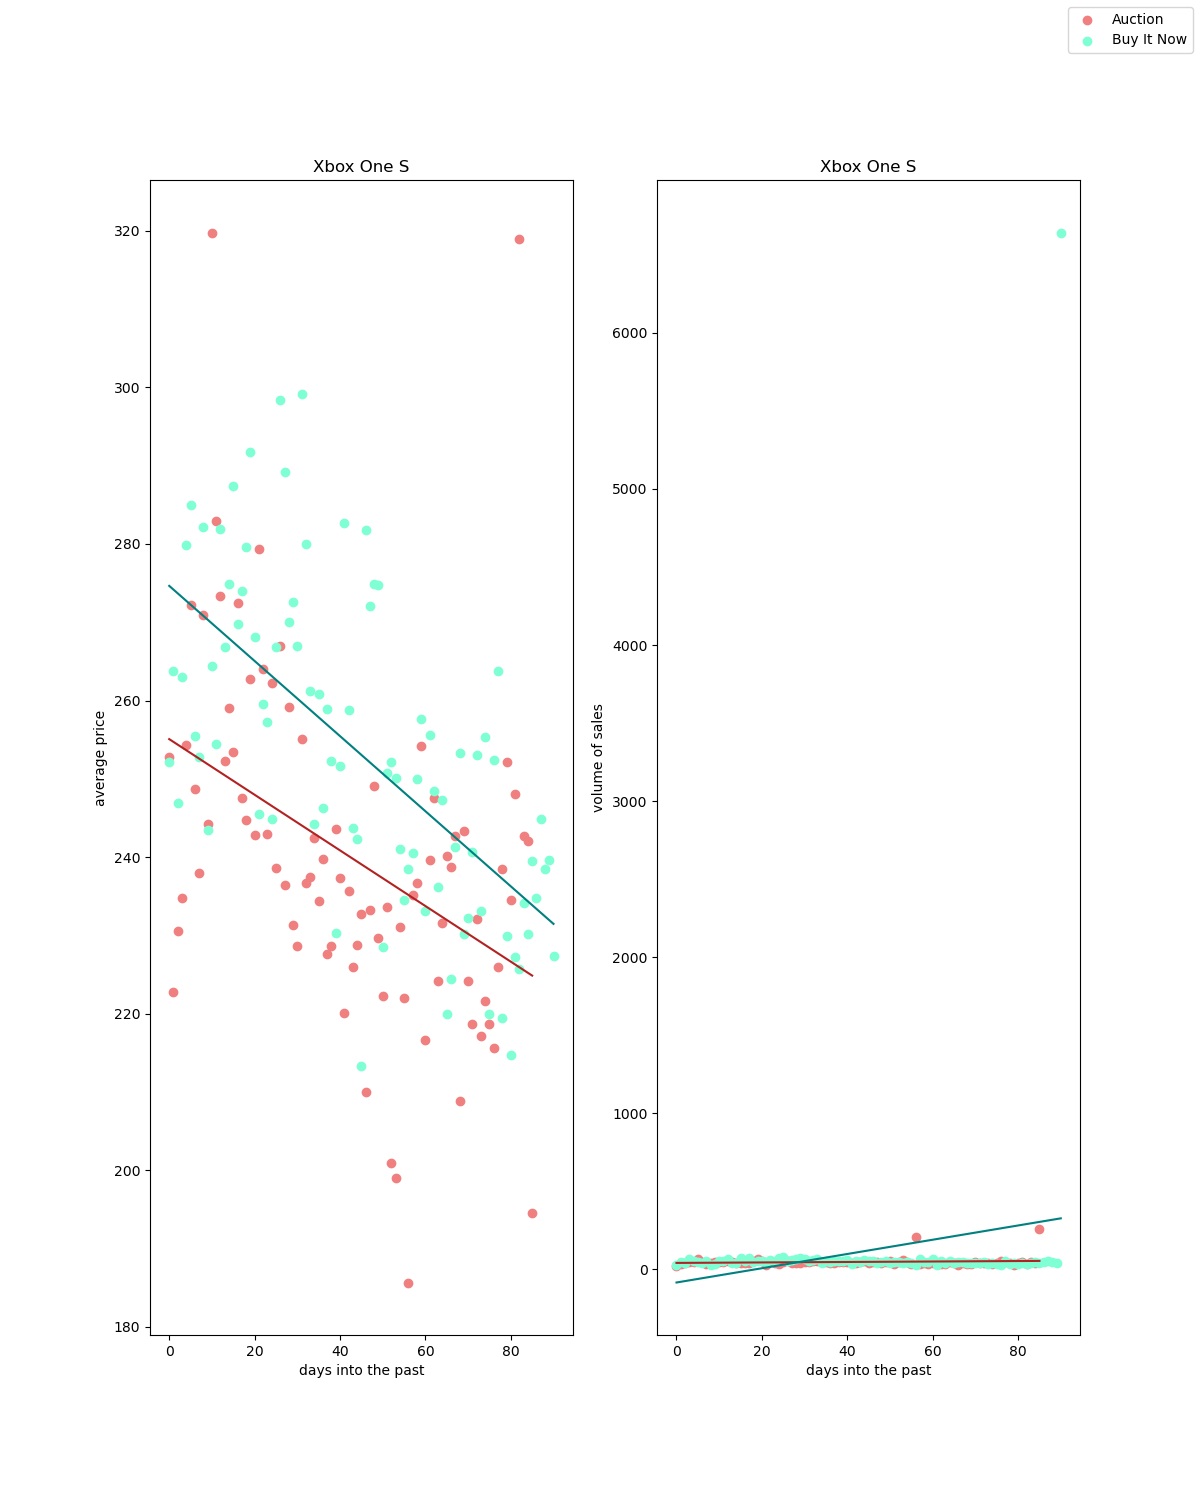 Auction
Buy It Now
Xbox One S
320
300
280
260
240
220
200
180
average price
0 20 40 60 80
days into the past
Xbox One S
6000
5000
4000
3000
2000
1000
0
volume of sales
0 20 40 60 80
days into the past